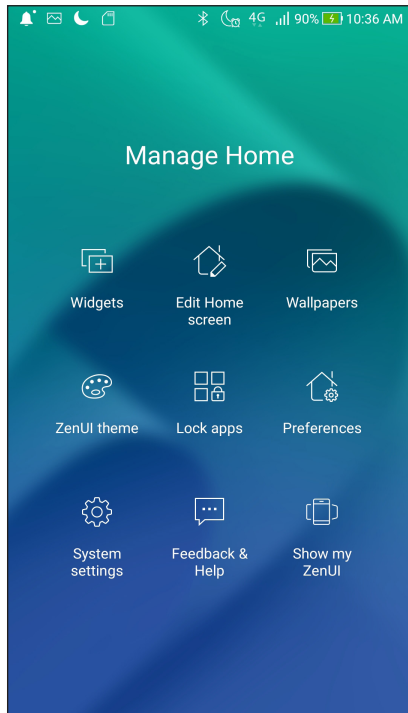 4G 90% 10:36 AM
Manage Home
Widgets
Edit Home
screen
Wallpapers
ZenUI theme
Lock apps
Preferences
System
settings
Feedback &
Help
Show my
ZenUI